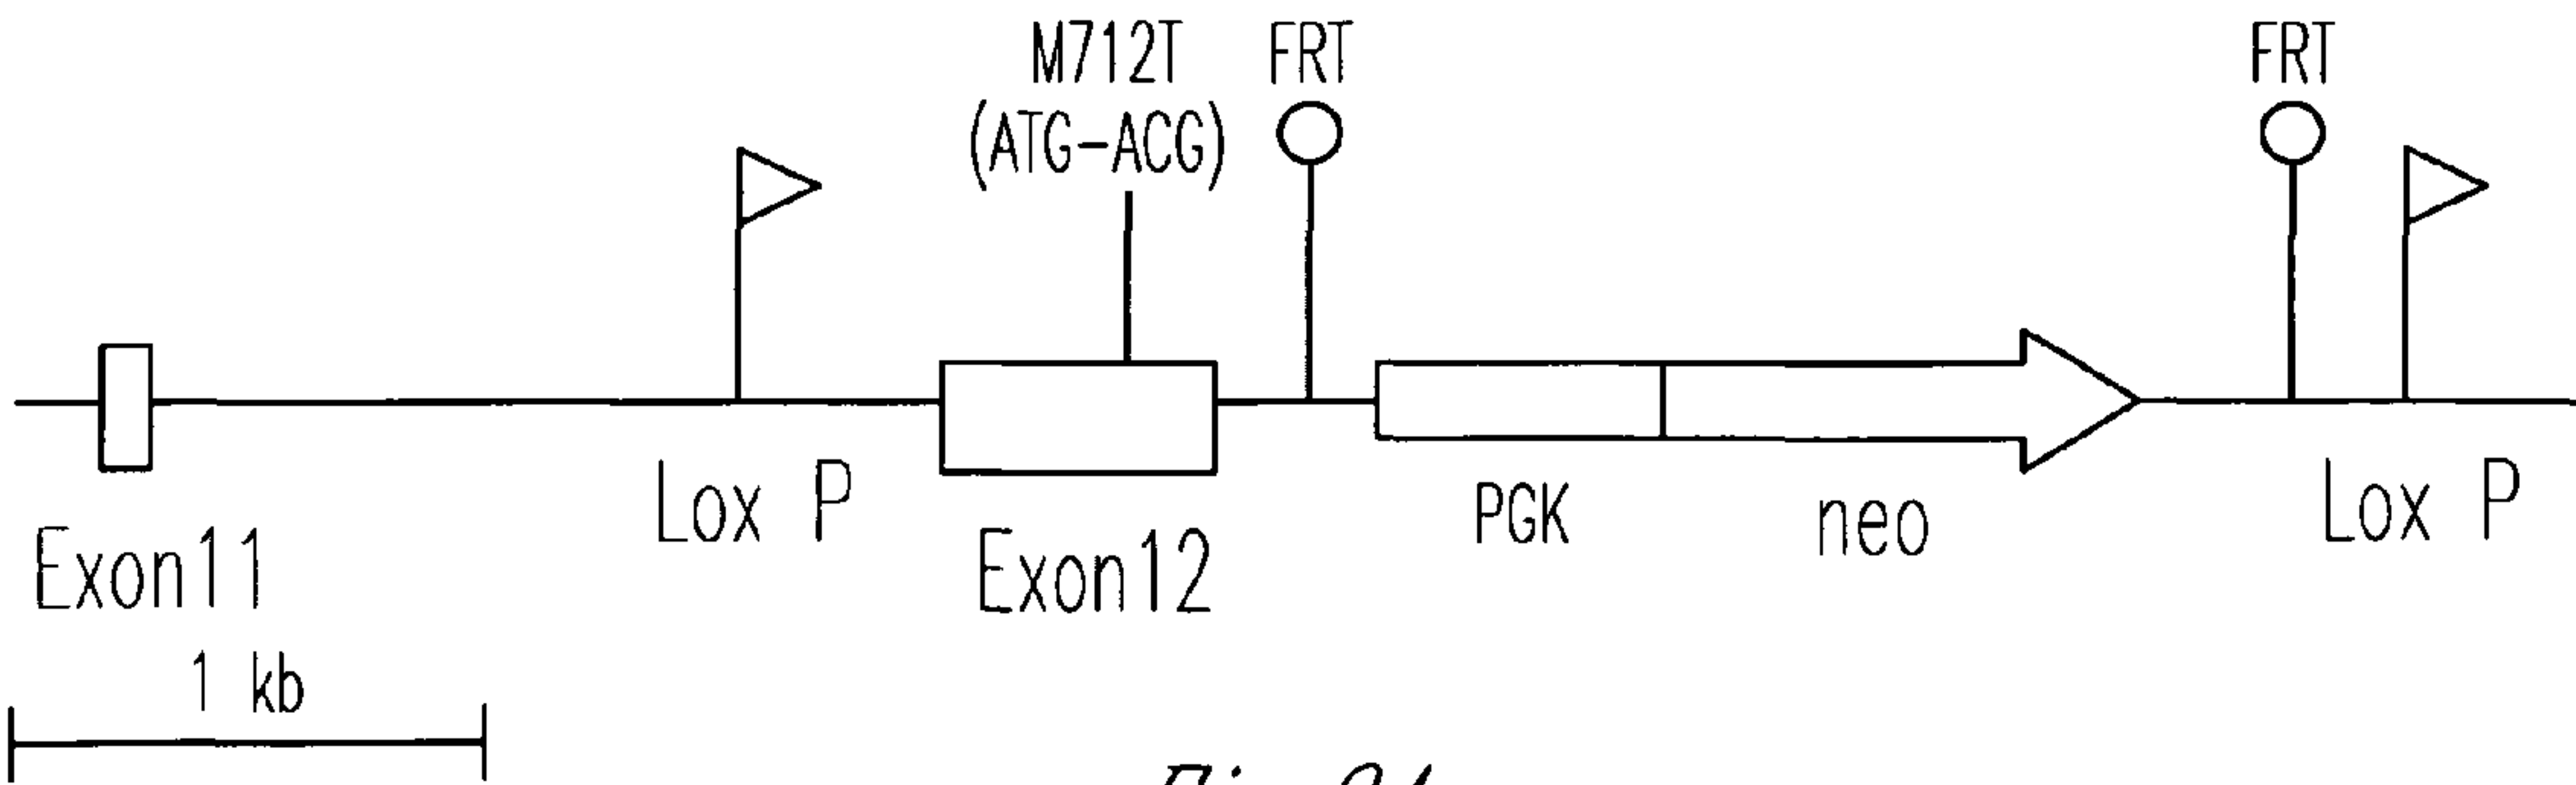 M712T
(ATG-ACG)
FRT
FRT
Lox P
Exon11
Exon12
PGK
neo
Lox P
1 kb